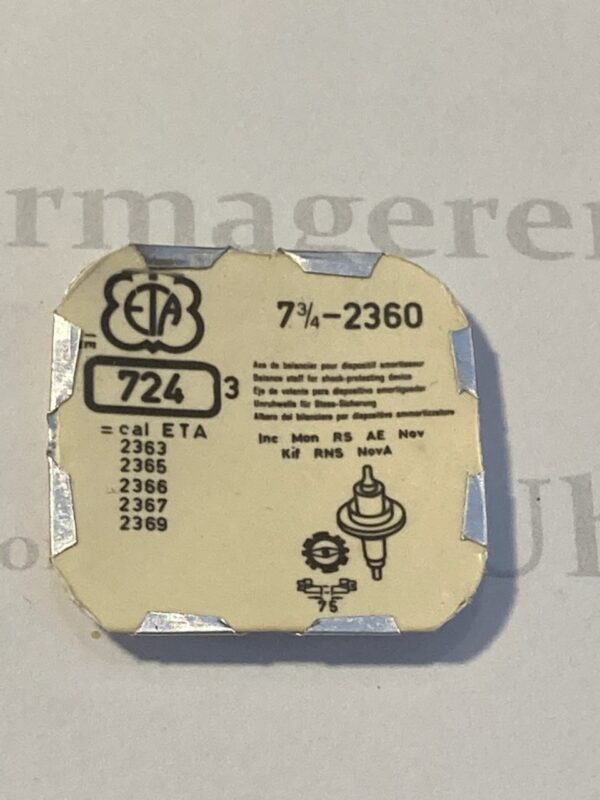 rmageren
ETA
7¾-2360
724 3
Axe de balancier pour dispositif amortisseur
Balance staff for shock-protecting device
Eje de volante para dispositivo amortiguador
Unruhwelle für Stoss-Sicherung
Albero del bilanciere per dispositivo ammortizzatore
= cal ETA
2363
2365
2366
2367
2369
Inc Mon RS AE Nov
Kif RNS NovA
75
Uh